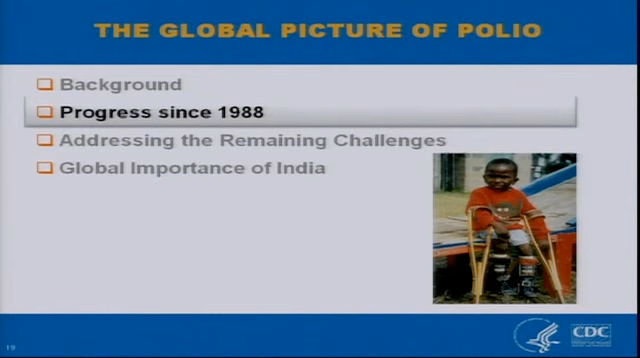 THE GLOBAL PICTURE OF POLIO
Background
Progress since 1988
Addressing the Remaining Challenges
Global Importance of India
19
CDC